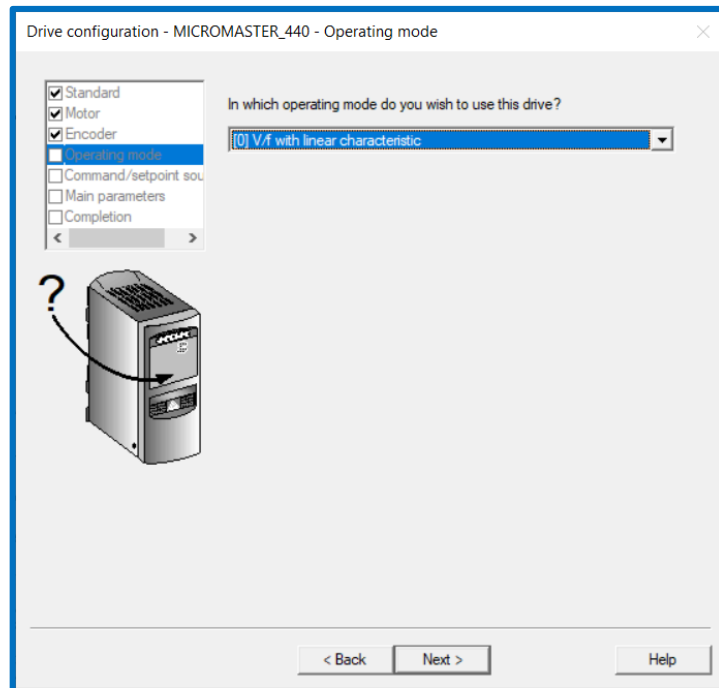 Drive configuration - MICROMASTER_440 - Operating mode
Standard
Motor
Encoder
Operating mode
Command/setpoint sou
Main parameters
Completion
In which operating mode do you wish to use this drive?
[0] V/f with linear characteristic
?
< Back
Next >
Help